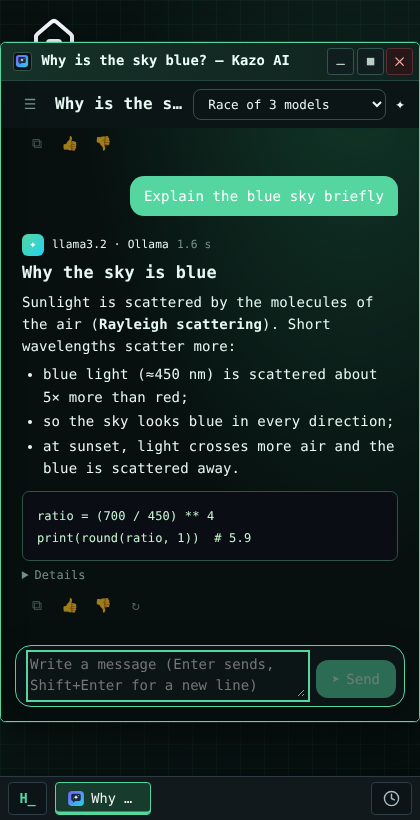 Why is the sky blue? — Kazo AI
Why is the s…
Race of 3 models
Explain the blue sky briefly
llama3.2 · Ollama 1.6 s
Why the sky is blue
Sunlight is scattered by the molecules of
the air (Rayleigh scattering). Short
wavelengths scatter more:
• blue light (≈450 nm) is scattered about
5× more than red;
• so the sky looks blue in every direction;
• at sunset, light crosses more air and the
blue is scattered away.
ratio = (700 / 450) ** 4
print(round(ratio, 1))  # 5.9
Details
Write a message (Enter sends,
Shift+Enter for a new line)
Send
H_
Why …